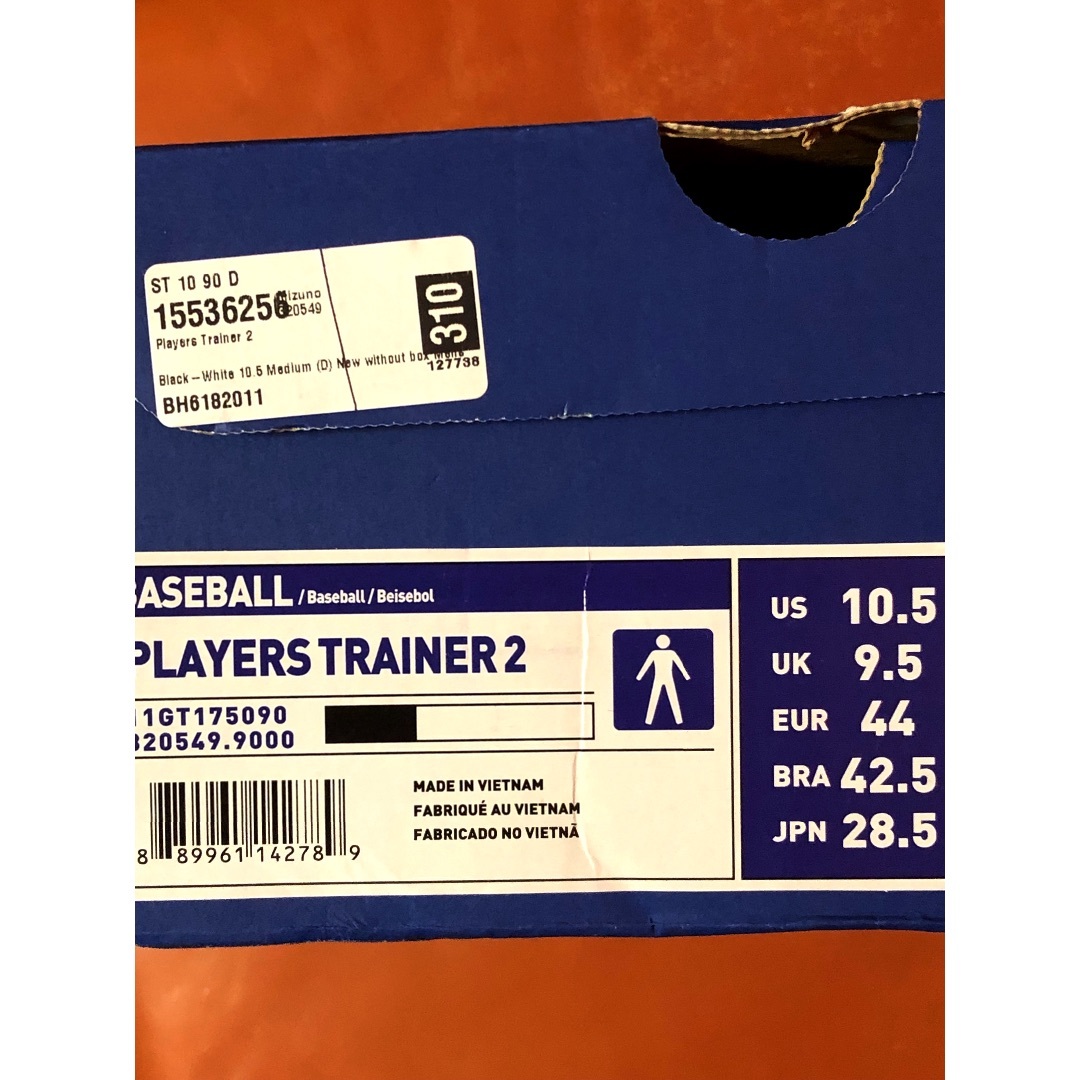 ST 10 90 D
15536256
Mizuno
320549
Players Trainer 2
Black-White 10.5 Medium (D) New without box Mens
BH6182011
310
127738
BASEBALL / Baseball / Beisebol
PLAYERS TRAINER 2
11GT175090
320549.9000
8 89961 14278 9
MADE IN VIETNAM
FABRIQUÉ AU VIETNAM
FABRICADO NO VIETNÃ
US 10.5
UK 9.5
EUR 44
BRA 42.5
JPN 28.5